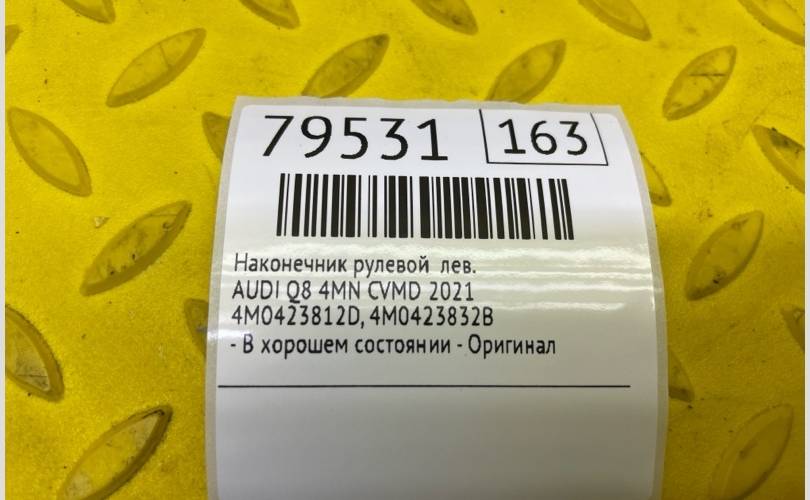 79531 163
Наконечник рулевой лев.
AUDI Q8 4MN CVMD 2021
4M0423812D, 4M0423832B
- В хорошем состоянии - Оригинал